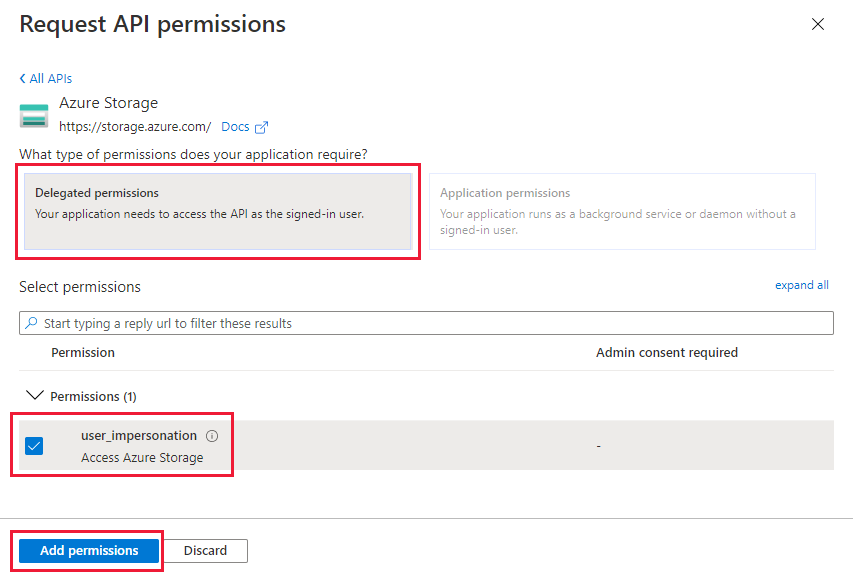 Request API permissions
All APIs
Azure Storage
https://storage.azure.com/ Docs
What type of permissions does your application require?
Delegated permissions
Your application needs to access the API as the signed-in user.
Application permissions
Your application runs as a background service or daemon without a
signed-in user.
Select permissions
expand all
Start typing a reply url to filter these results
Permission
Admin consent required
Permissions (1)
user_impersonation
Access Azure Storage
-
Add permissions
Discard